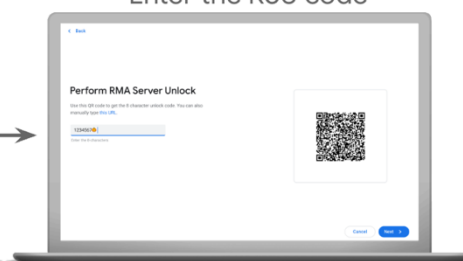 Enter the RSU code
Back
Perform RMA Server Unlock
Use this QR code to get the 8 character unlock code. You can also
manually type this URL.
Enter the 8 characters
Cancel Next